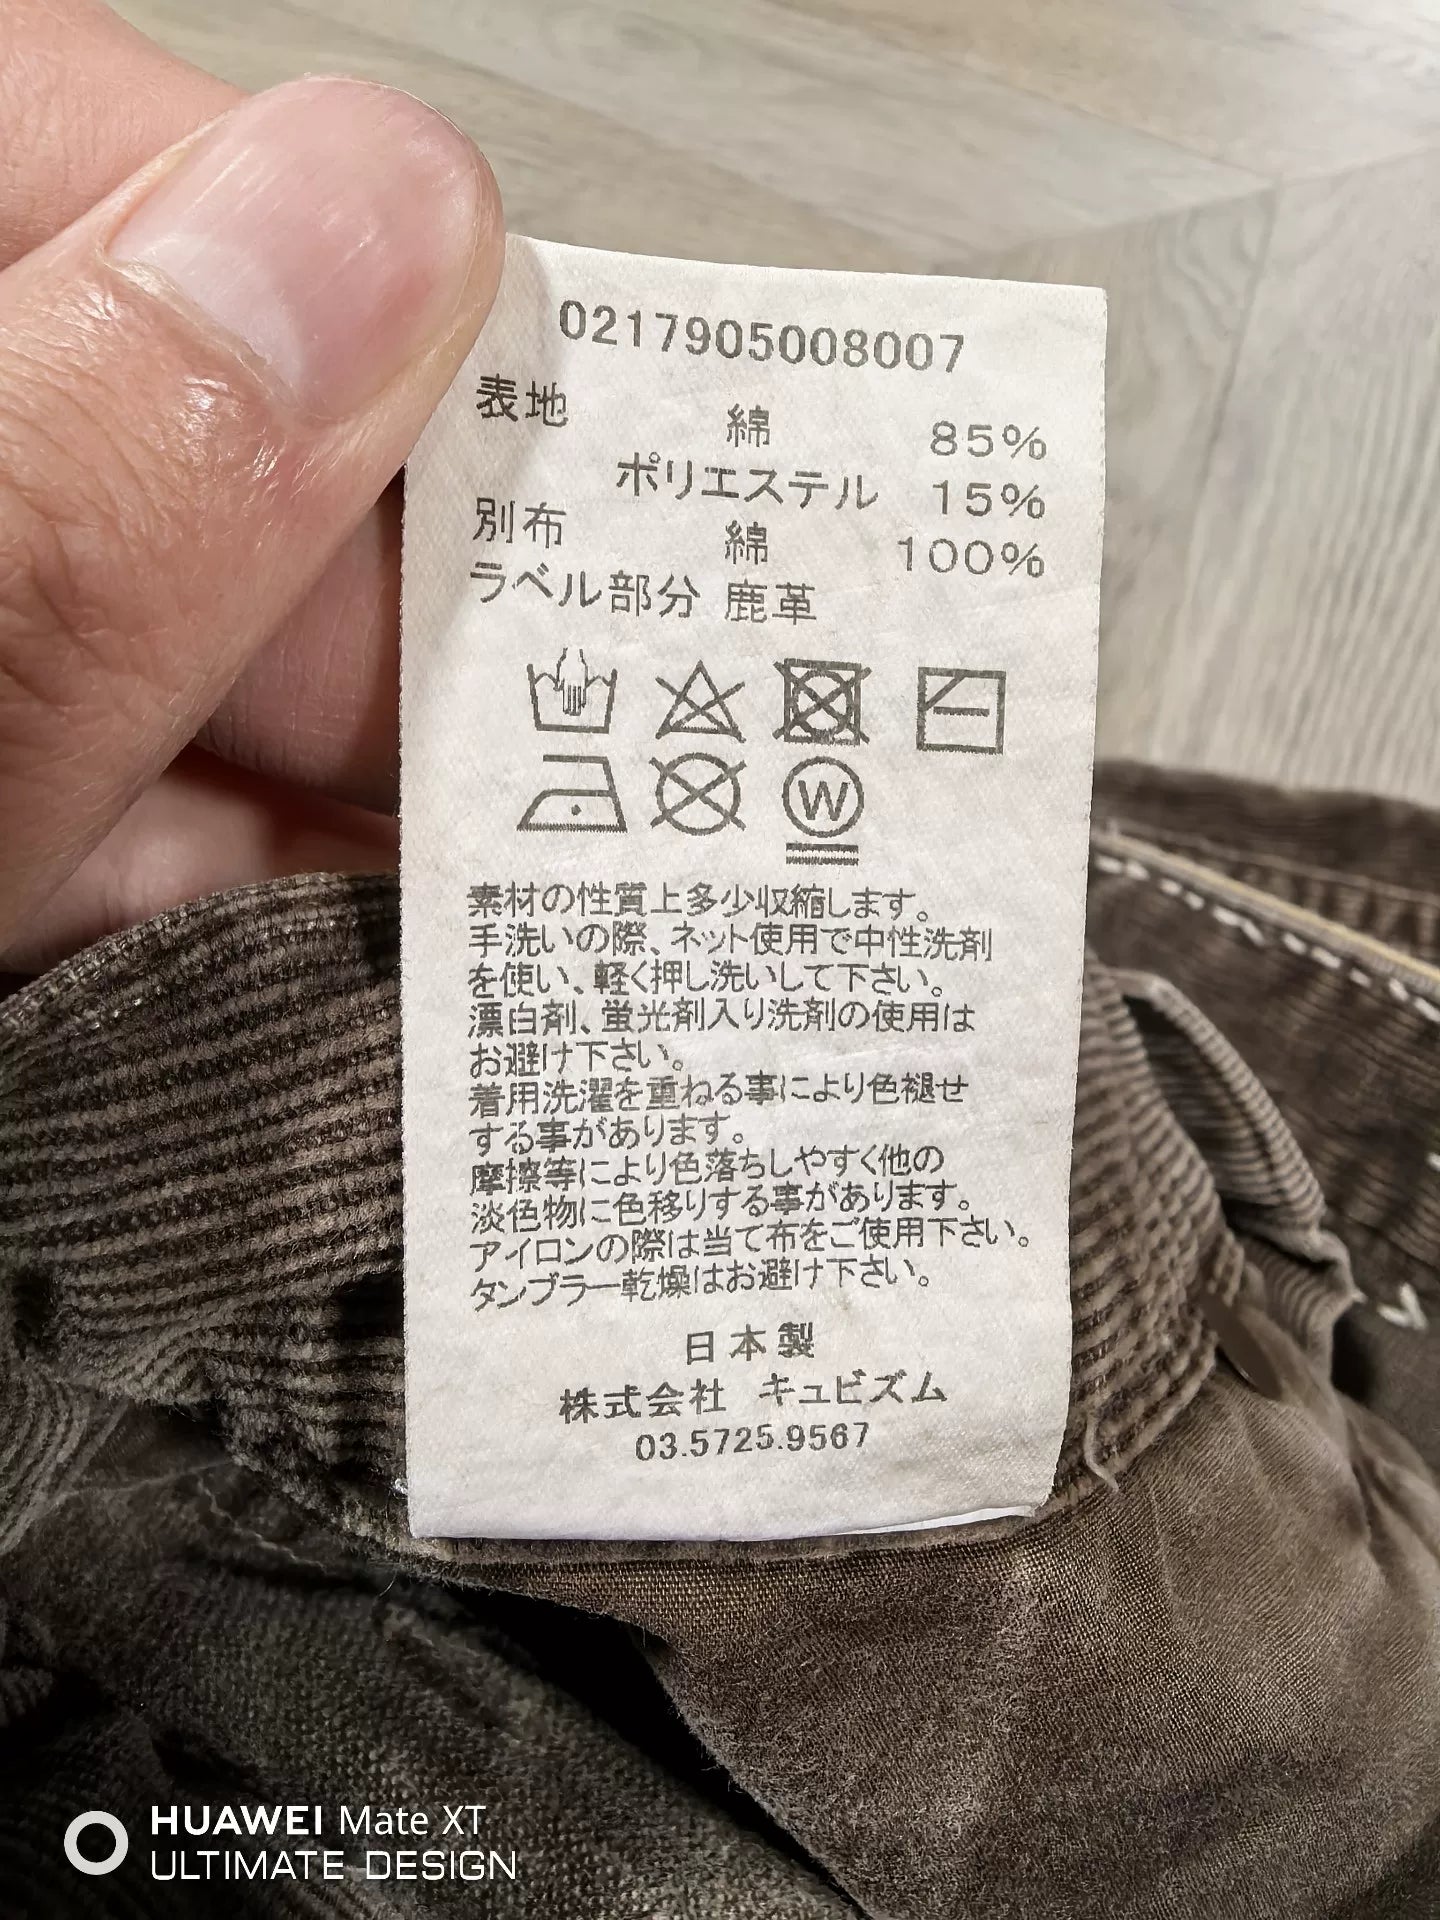 0217905008007
表地 綿 85%
ポリエステル 15%
別布 綿 100%
ラベル部分 鹿革
W
素材の性質上多少収縮します。
手洗いの際、ネット使用で中性洗剤
を使い、軽く押し洗いして下さい。
漂白剤、蛍光剤入り洗剤の使用は
お避け下さい。
着用洗濯を重ねる事により色褪せ
する事があります。
摩擦等により色落ちしやすく他の
淡色物に色移りする事があります。
アイロンの際は当て布をご使用下さい。
タンブラー乾燥はお避け下さい。
日本製
株式会社 キュビズム
03.5725.9567
HUAWEI Mate XT
ULTIMATE DESIGN